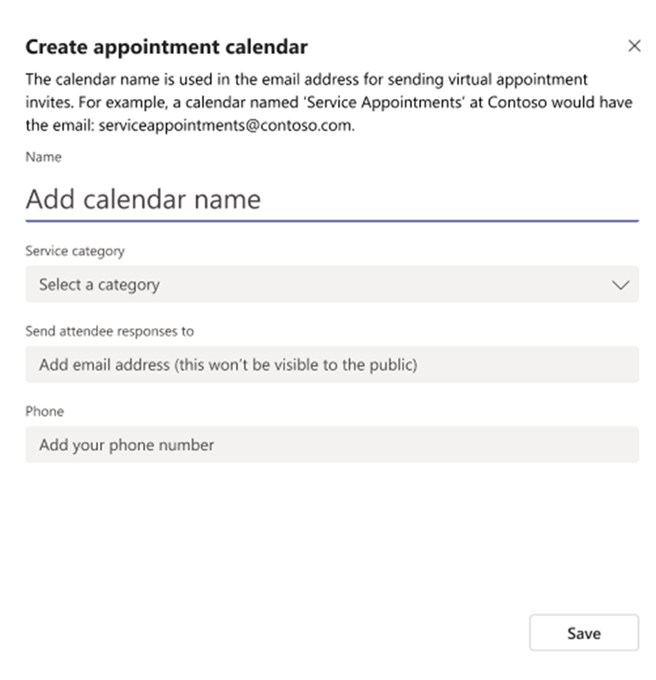 Create appointment calendar
The calendar name is used in the email address for sending virtual appointment
invites. For example, a calendar named 'Service Appointments' at Contoso would have
the email: serviceappointments@contoso.com.
Name
Add calendar name
Service category
Select a category
Send attendee responses to
Add email address (this won't be visible to the public)
Phone
Add your phone number
Save